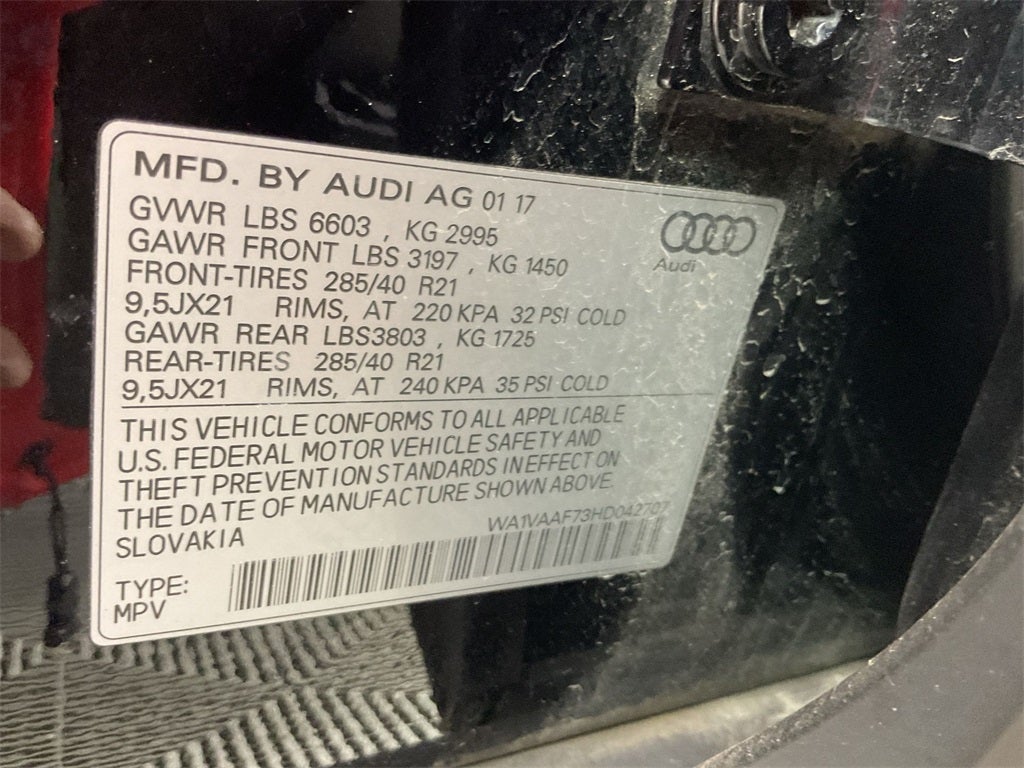 MFD. BY AUDI AG 01 17
GVWR LBS 6603 , KG 2995
GAWR FRONT LBS 3197 , KG 1450
FRONT-TIRES 285/40 R21
9,5JX21 RIMS, AT 220 KPA 32 PSI COLD
GAWR REAR LBS3803 , KG 1725
REAR-TIRES 285/40 R21
9,5JX21 RIMS, AT 240 KPA 35 PSI COLD
Audi
THIS VEHICLE CONFORMS TO ALL APPLICABLE
U.S. FEDERAL MOTOR VEHICLE SAFETY AND
THEFT PREVENTION STANDARDS IN EFFECT ON
THE DATE OF MANUFACTURE SHOWN ABOVE.
SLOVAKIA
WA1VAAF73HD042707
TYPE:
MPV